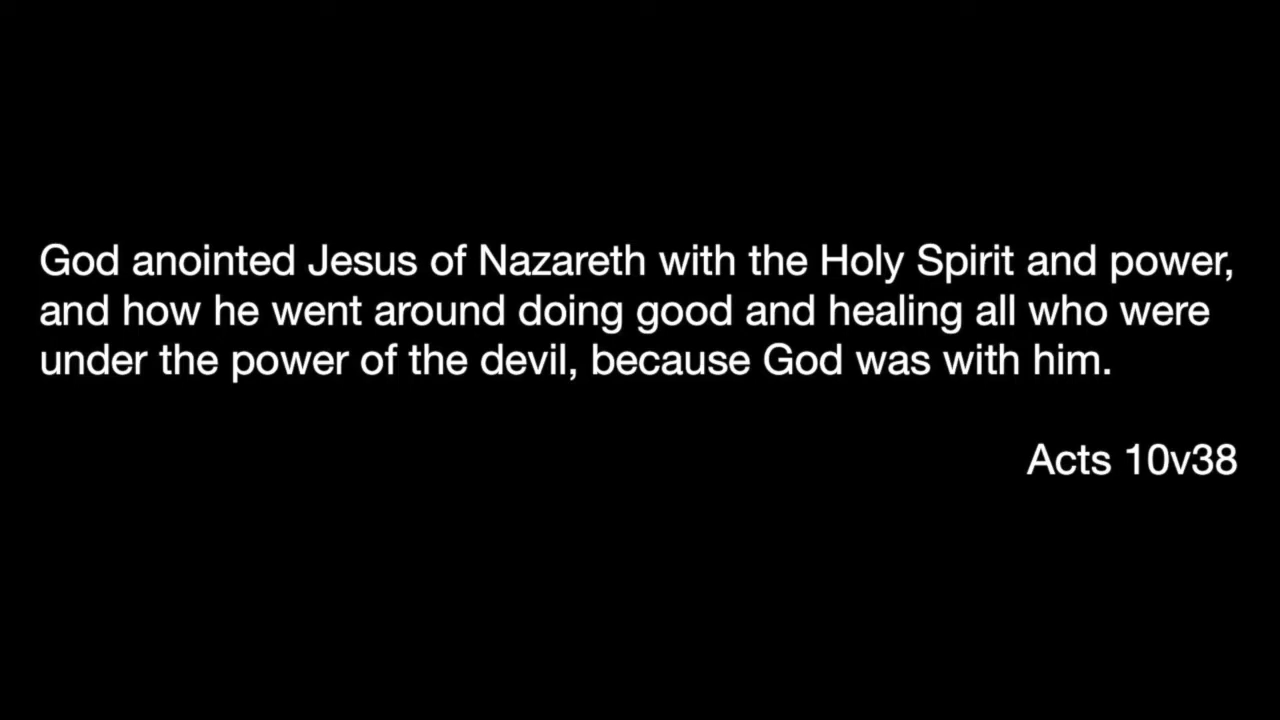 God anointed Jesus of Nazareth with the Holy Spirit and power,
and how he went around doing good and healing all who were
under the power of the devil, because God was with him.
Acts 10v38